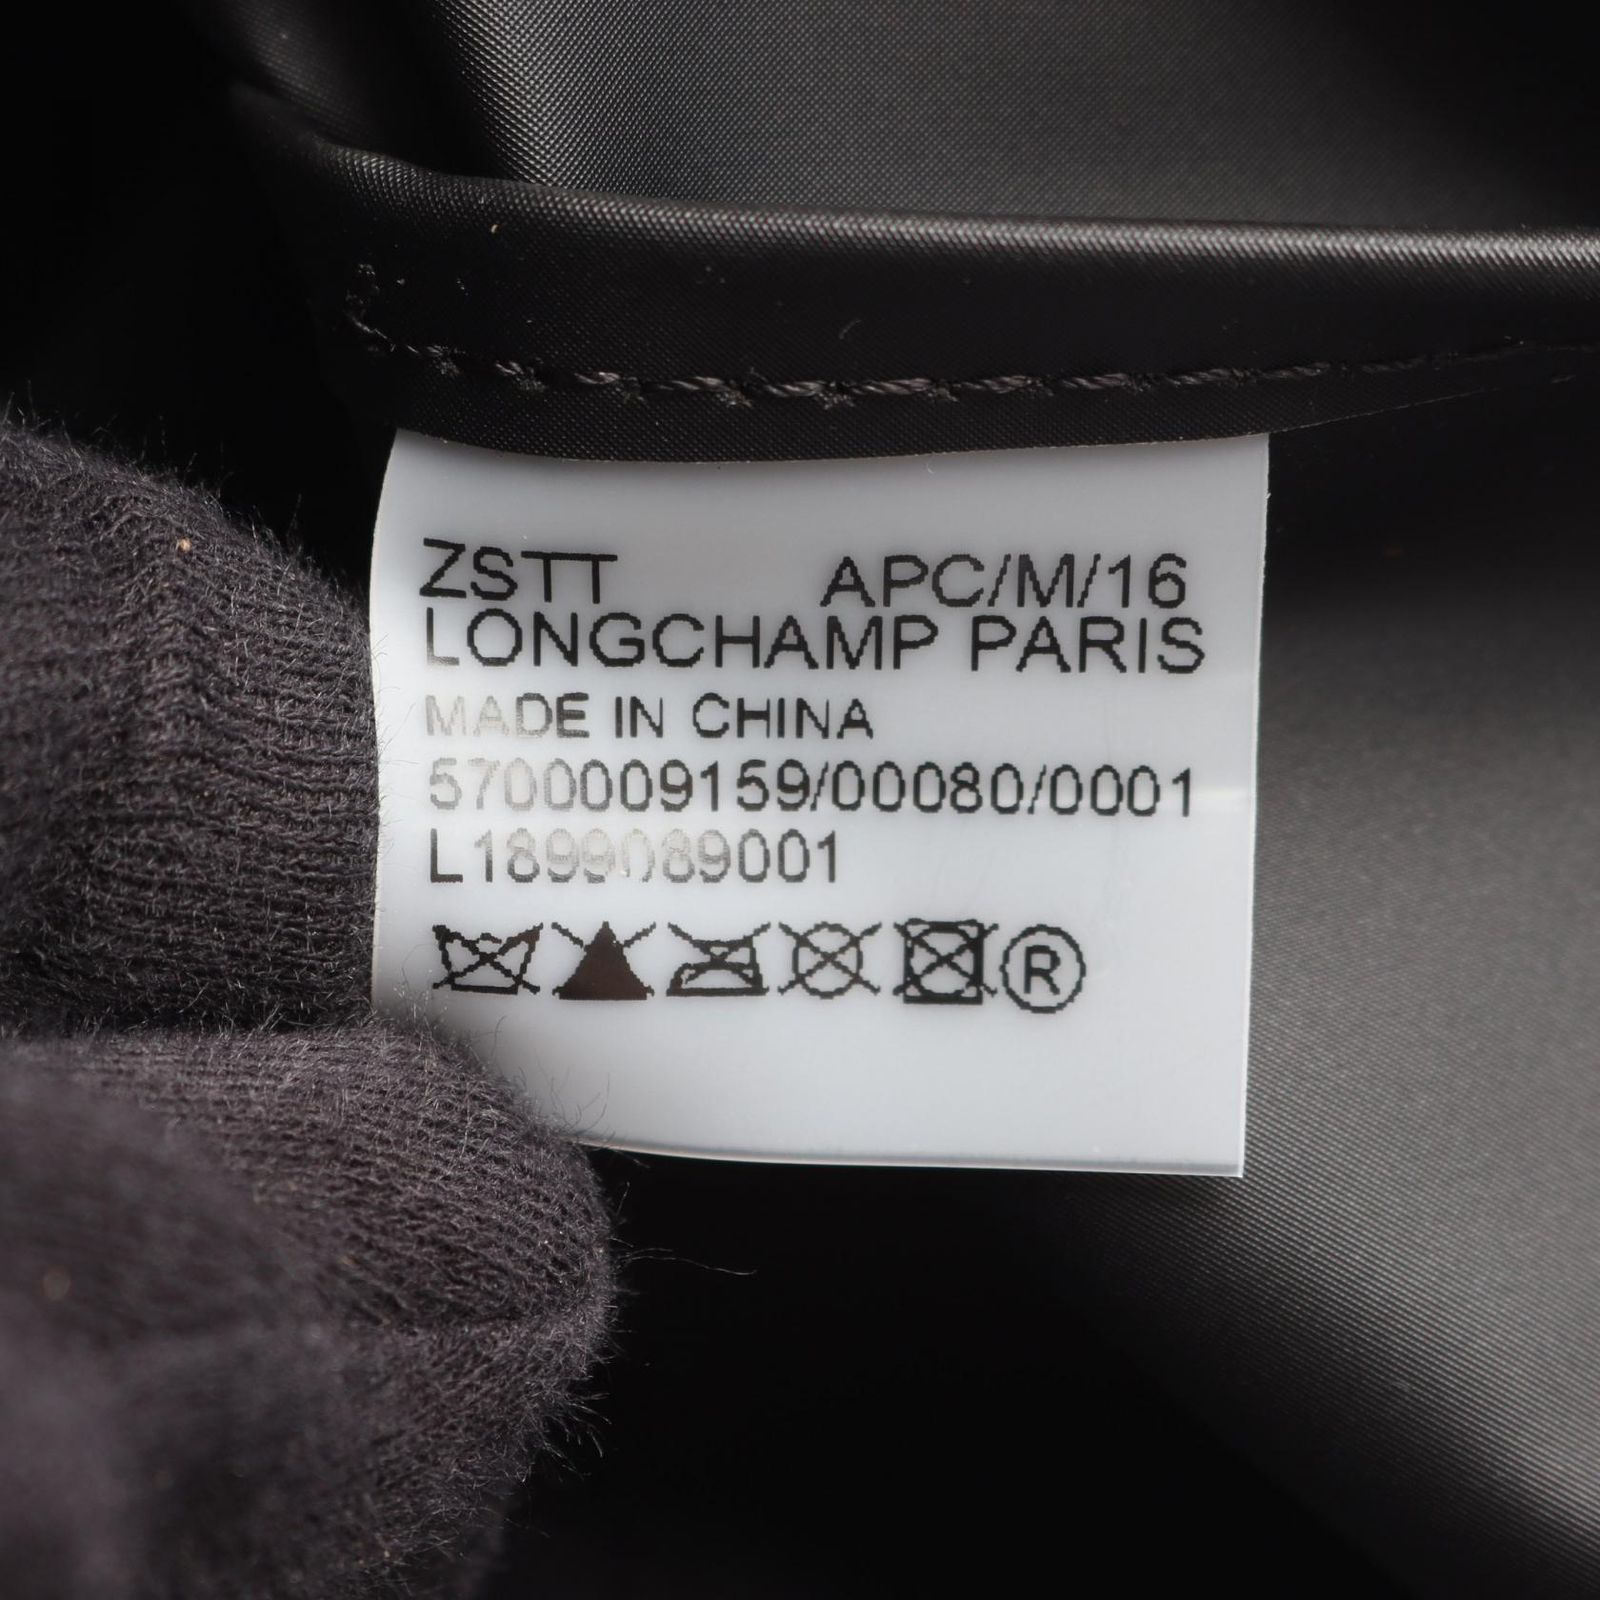 ZSTT APC/M/16
LONGCHAMP PARIS
MADE IN CHINA
5700009159/00080/0001
L1899089001
R